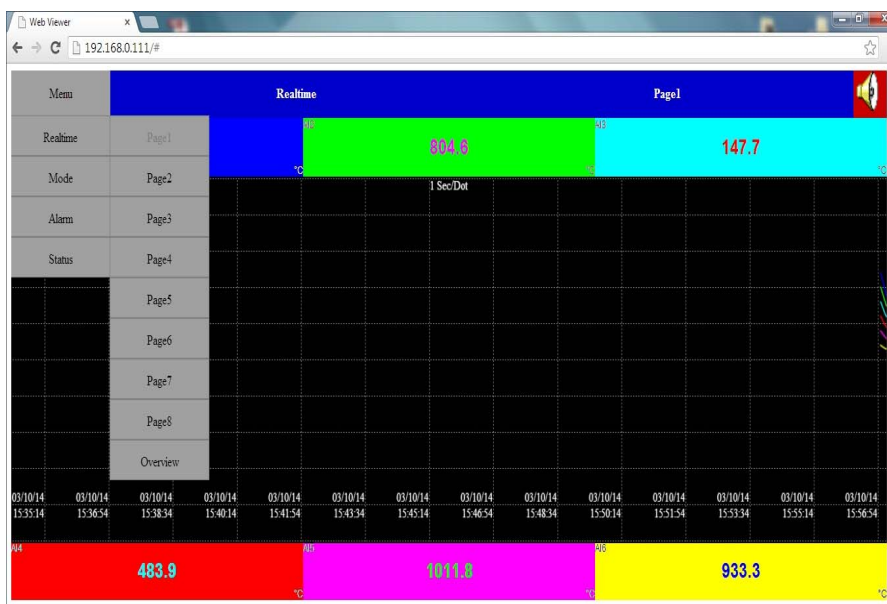 Web Viewer
192.168.0.111/#
Menu
Realtime
Page1
Realtime
Page1
AI2
804.6
°C
AI3
147.7
°C
°C
Mode
Page2
1 Sec/Dot
Alarm
Page3
Status
Page4
Page5
Page6
Page7
Page8
Overview
03/10/14 03/10/14 03/10/14 03/10/14 03/10/14 03/10/14 03/10/14 03/10/14 03/10/14 03/10/14 03/10/14 03/10/14 03/10/14 03/10/14
15:35:14 15:36:54 15:38:34 15:40:14 15:41:54 15:43:34 15:45:14 15:46:54 15:48:34 15:50:14 15:51:54 15:53:34 15:55:14 15:56:54
AI4
483.9
°C
AI5
1011.8
°C
AI6
933.3
°C